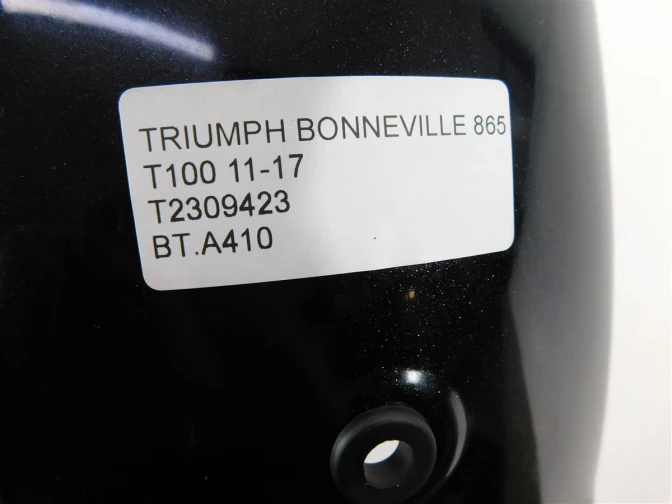 TRIUMPH BONNEVILLE 865
T100 11-17
T2309423
BT.A410